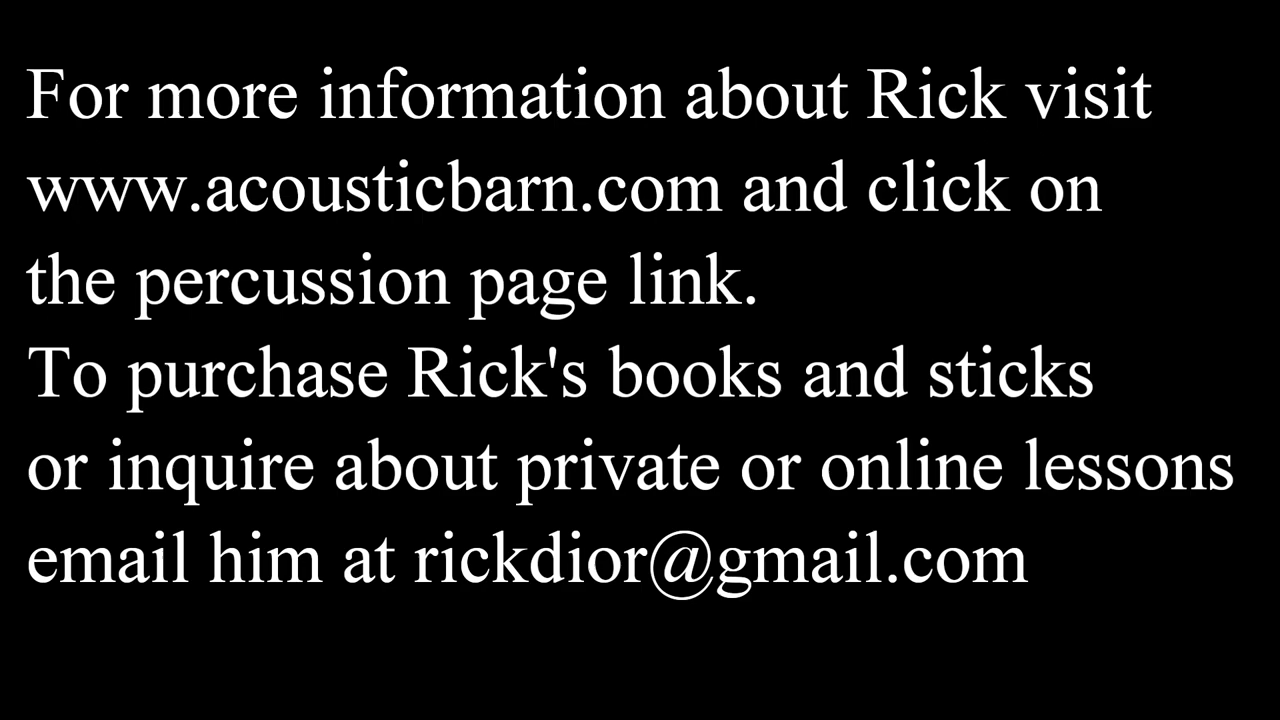 For more information about Rick visit
www.acousticbarn.com and click on
the percussion page link.
To purchase Rick's books and sticks
or inquire about private or online lessons
email him at rickdior@gmail.com